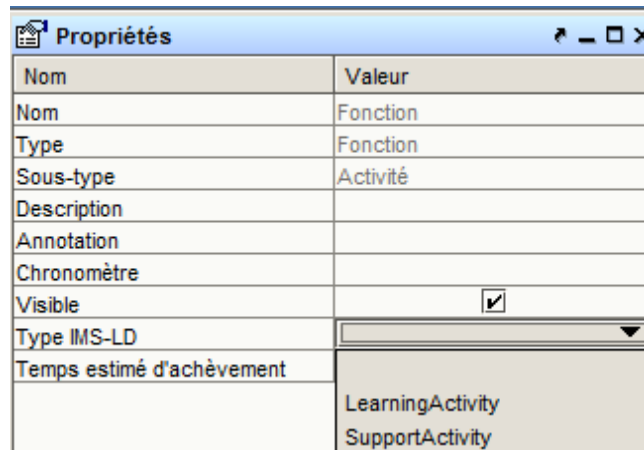 Propriétés
Nom Valeur
Nom Fonction
Type Fonction
Sous-type Activité
Description
Annotation
Chronomètre
Visible
Type IMS-LD
Temps estimé d'achèvement
LearningActivity
SupportActivity